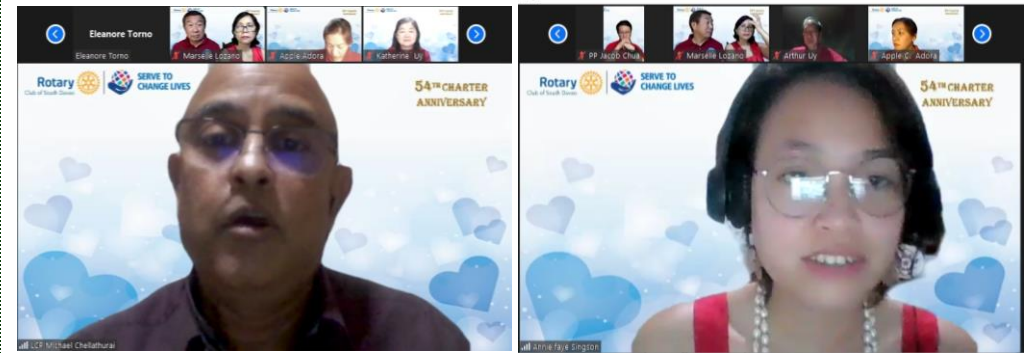 Eleanore Torno
Eleanore Torno
Marselle Lozano
Apple Adora
Katherine Uy
Rotary
Club of South Davao
SERVE TO
CHANGE LIVES
54TH CHARTER
ANNIVERSARY
LCP Michael Chellathurai
PP Jacob Chua
Marselle Lozano
Arthur Uy
Apple C. Adora
Rotary
Club of South Davao
SERVE TO
CHANGE LIVES
54TH CHARTER
ANNIVERSARY
Annie faye Singson